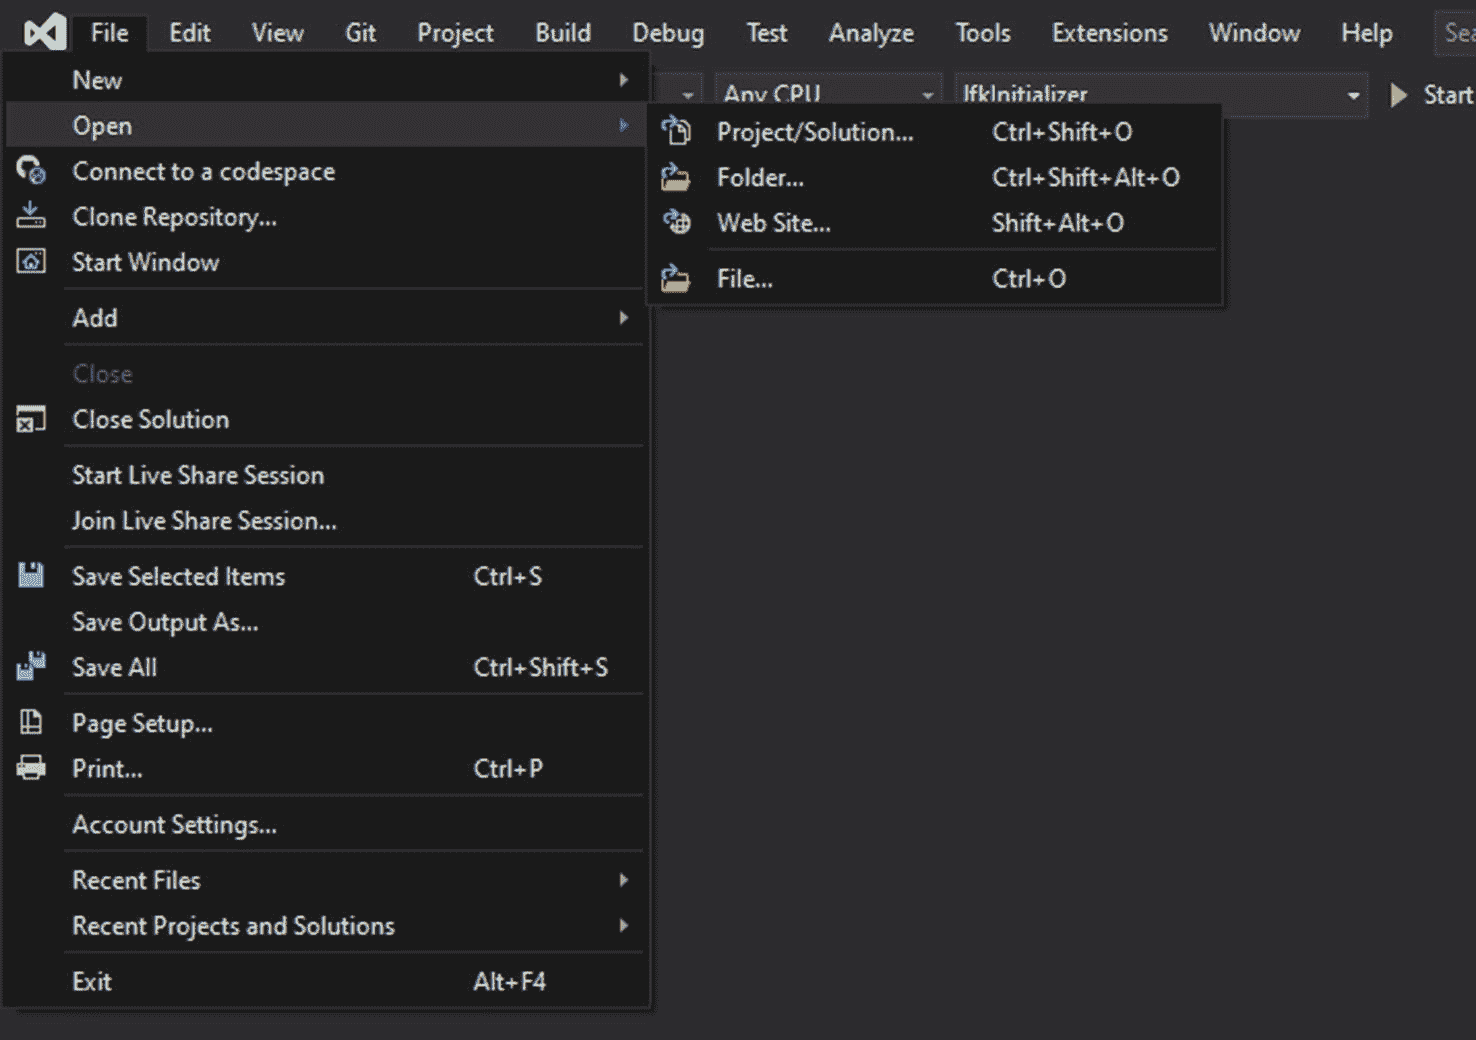 File Edit View Git Project Build Debug Test Analyze Tools Extensions Window Help
Any CPU IfkInitializer Start
New
Open
Connect to a codespace
Clone Repository...
Start Window
Add
Close
Close Solution
Start Live Share Session
Join Live Share Session...
Save Selected Items Ctrl+S
Save Output As...
Save All Ctrl+Shift+S
Page Setup...
Print... Ctrl+P
Account Settings...
Recent Files
Recent Projects and Solutions
Exit Alt+F4
Project/Solution... Ctrl+Shift+O
Folder... Ctrl+Shift+Alt+O
Web Site... Shift+Alt+O
File... Ctrl+O